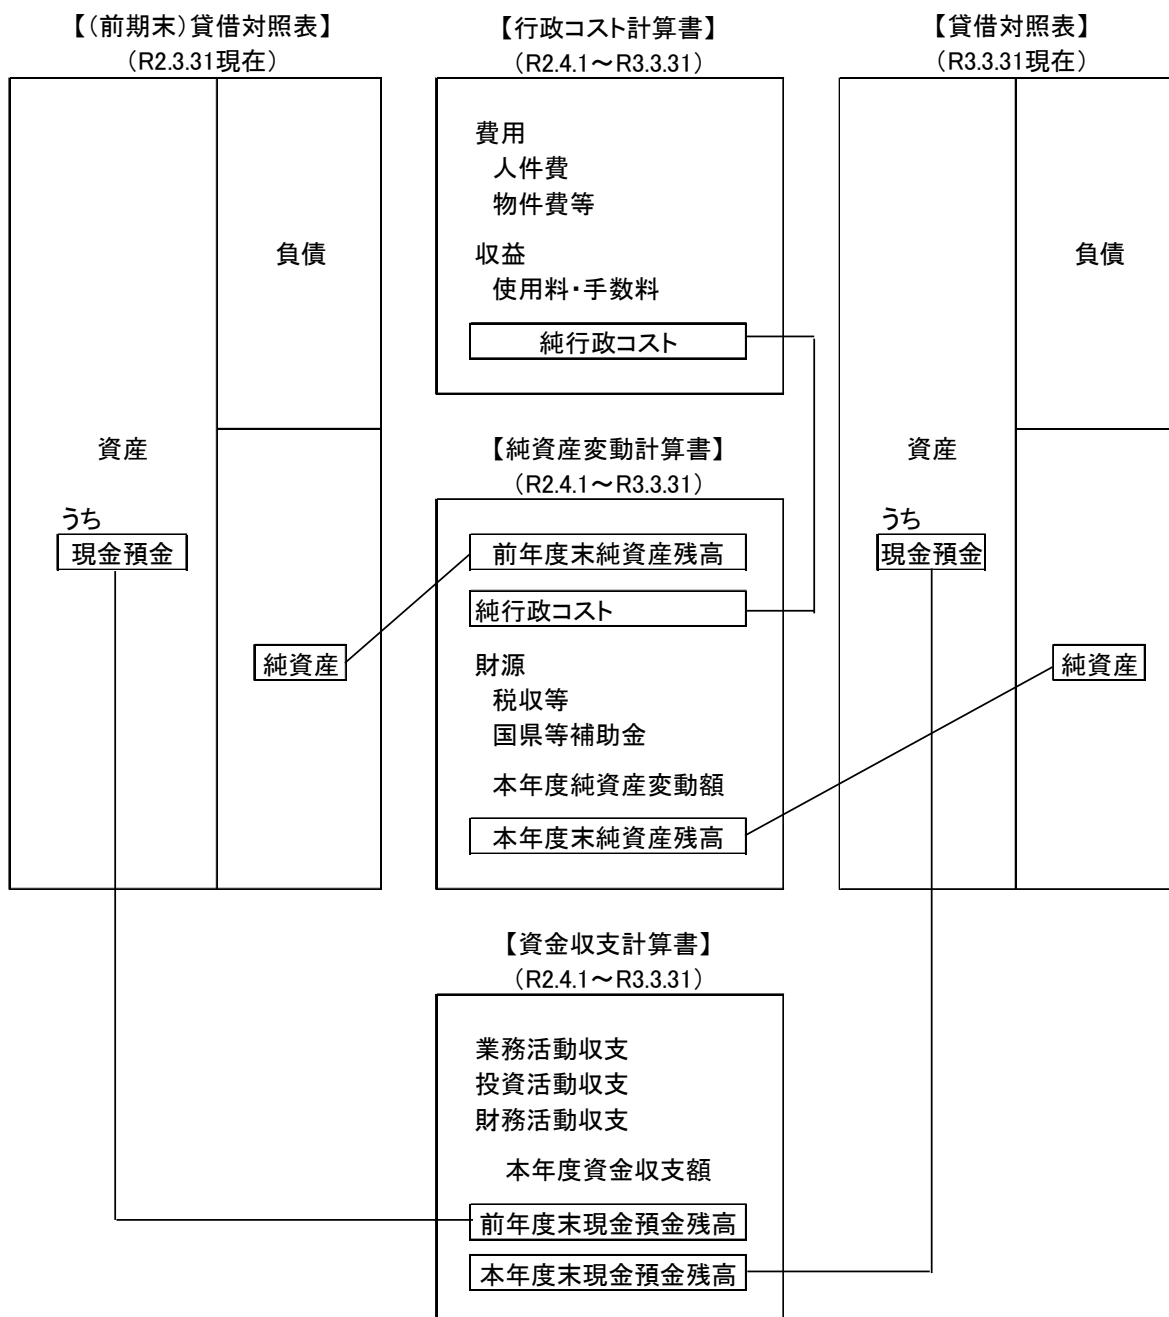 【(前期末)貸借対照表】
(R2.3.31現在)
資産
うち
現金預金
負債
純資産
【行政コスト計算書】
(R2.4.1～R3.3.31)
費用
人件費
物件費等
収益
使用料・手数料
純行政コスト
【純資産変動計算書】
(R2.4.1～R3.3.31)
前年度末純資産残高
純行政コスト
財源
税収等
国県等補助金
本年度純資産変動額
本年度末純資産残高
【資金収支計算書】
(R2.4.1～R3.3.31)
業務活動収支
投資活動収支
財務活動収支
本年度資金収支額
前年度末現金預金残高
本年度末現金預金残高
【貸借対照表】
(R3.3.31現在)
資産
うち
現金預金
負債
純資産